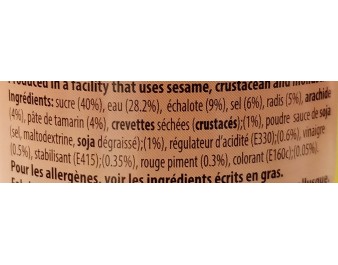 Produced in a facility that uses sesame, crustacean and
Ingrédients: sucre (40%), eau (28.2%), échalote (9%), sel (6%), radis (5%), arachide
(4%), pâte de tamarin (4%), crevettes séchées (crustacés);(1%), poudre sauce de soja
(sel, maltodextrine, soja dégraissé);(1%), régulateur d'acidité (E330);(0.6%), vinaigre
(0.5%), stabilisant (E415);(0.35%), rouge piment (0.3%), colorant (E160c);(0.05%).
Pour les allergènes, voir les ingrédients écrits en gras.